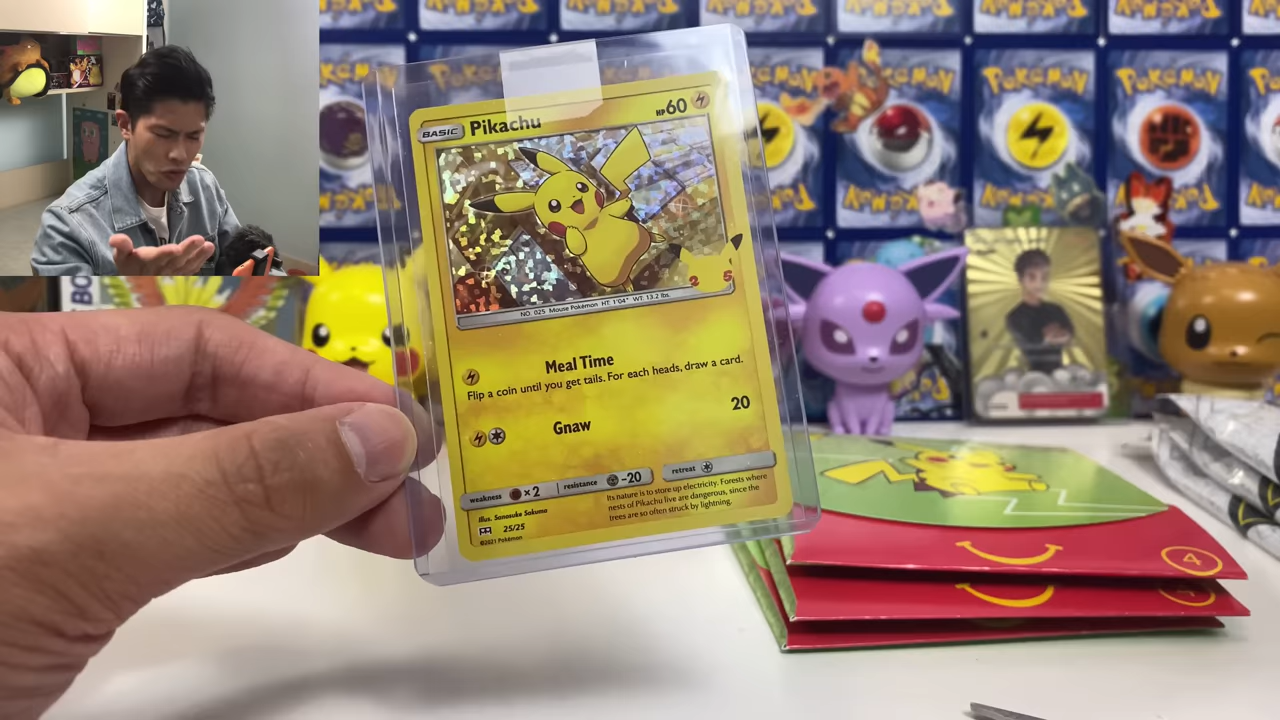 POKÉMON
POKÉMON
POKÉMON
POKÉMON
BASIC Pikachu HP60
2 5
NO. 025 Mouse Pokémon HT: 1'04" WT: 13.2 lbs.
Meal Time
Flip a coin until you get tails. For each heads, draw a card.
Gnaw 20
weakness ×2 resistance -20 retreat
Its nature is to store up electricity. Forests where
nests of Pikachu live are dangerous, since the
trees are so often struck by lightning.
Illus. Sanosuke Sakuma
25/25
©2021 Pokémon
4